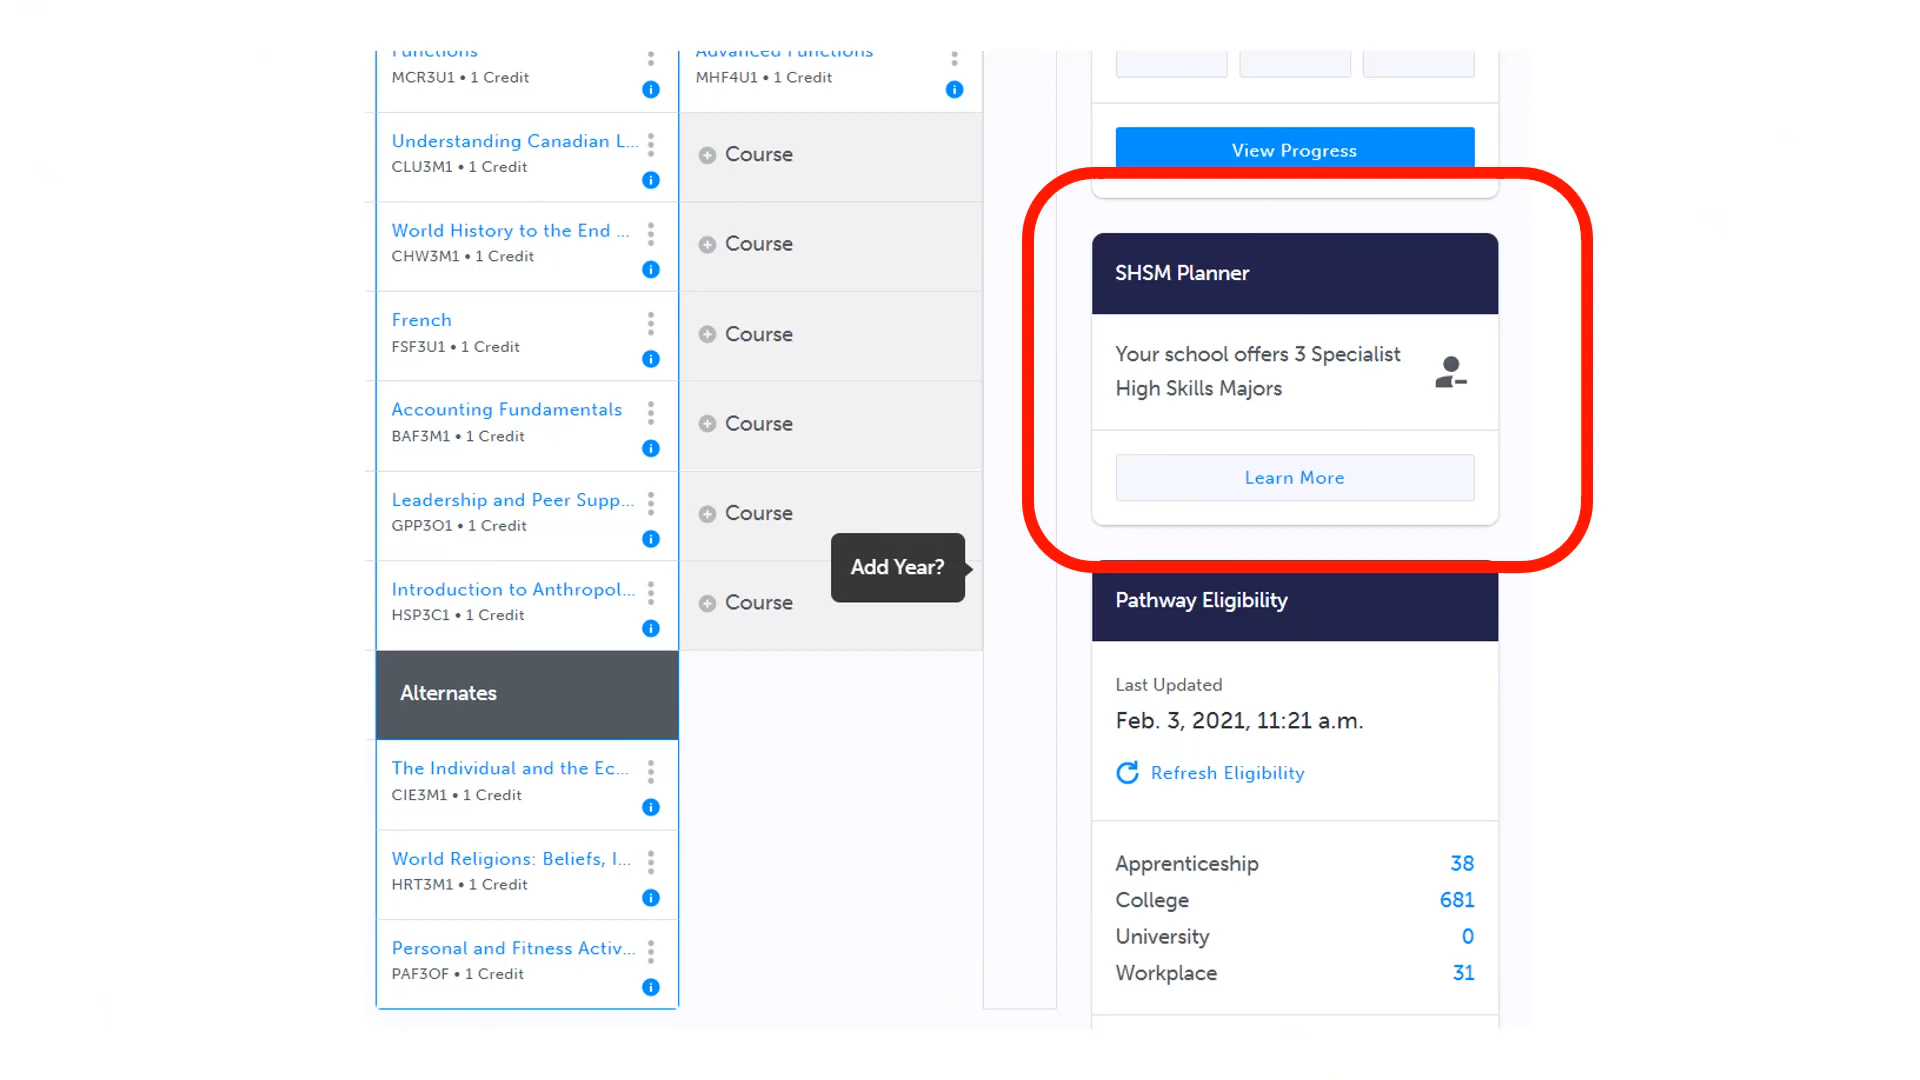 Functions
MCR3U1 • 1 Credit
Understanding Canadian L...
CLU3M1 • 1 Credit
World History to the End ...
CHW3M1 • 1 Credit
French
FSF3U1 • 1 Credit
Accounting Fundamentals
BAF3M1 • 1 Credit
Leadership and Peer Supp...
GPP3O1 • 1 Credit
Introduction to Anthropol...
HSP3C1 • 1 Credit
Alternates
The Individual and the Ec...
CIE3M1 • 1 Credit
World Religions: Beliefs, I...
HRT3M1 • 1 Credit
Personal and Fitness Activ...
PAF3OF • 1 Credit
Advanced Functions
MHF4U1 • 1 Credit
Course
Course
Course
Course
Course
Course
Add Year?
View Progress
SHSM Planner
Your school offers 3 Specialist
High Skills Majors
Learn More
Pathway Eligibility
Last Updated
Feb. 3, 2021, 11:21 a.m.
Refresh Eligibility
Apprenticeship 38
College 681
University 0
Workplace 31